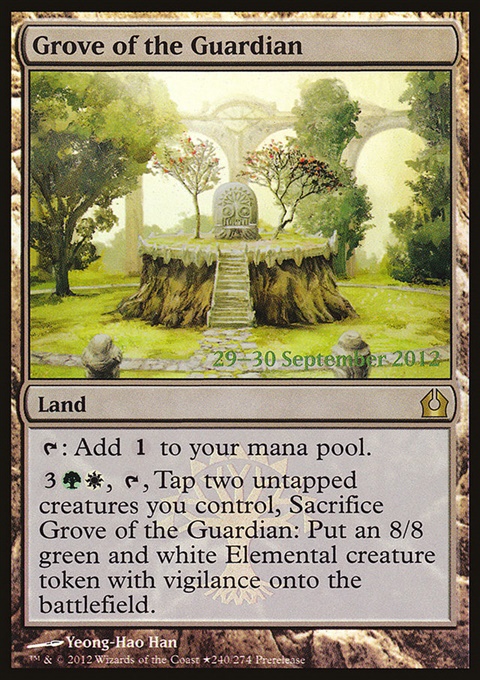 Grove of the Guardian
29–30 September 2012
Land
: Add 1 to your mana pool.
3 , , Tap two untapped
creatures you control, Sacrifice
Grove of the Guardian: Put an 8/8
green and white Elemental creature
token with vigilance onto the
battlefield.
Yeong-Hao Han
™ & © 2012 Wizards of the Coast ★240/274 Prerelease